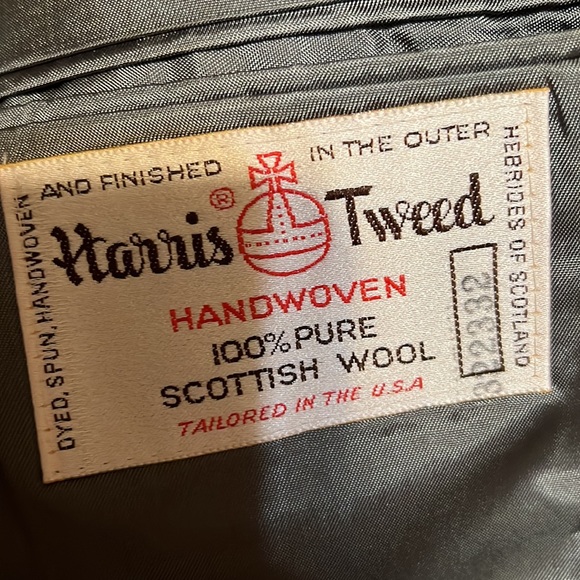 DYED, SPUN, HANDWOVEN
AND FINISHED
IN THE OUTER
HEBRIDES OF SCOTLAND
Harris® Tweed
HANDWOVEN
100% PURE
SCOTTISH WOOL
TAILORED IN THE U.S.A
322332